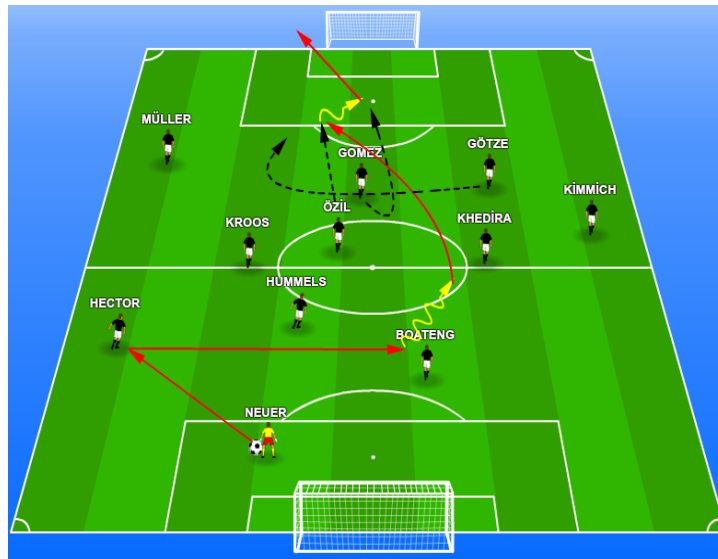 MÜLLER
GÖTZE
GOMEZ
KİMMİCH
ÖZİL
KROOS
KHEDİRA
HUMMELS
HECTOR
BOATENG
NEUER